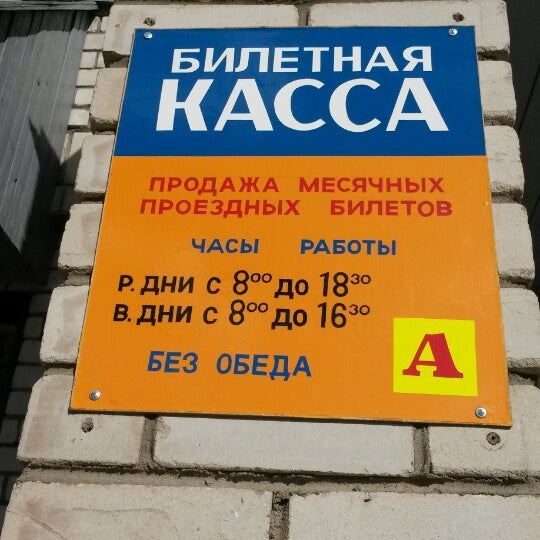 БИЛЕТНАЯ
КАССА
ПРОДАЖА МЕСЯЧНЫХ
ПРОЕЗДНЫХ БИЛЕТОВ
ЧАСЫ РАБОТЫ
Р. ДНИ С 8⁰⁰ ДО 18³⁰
В. ДНИ С 8⁰⁰ ДО 16³⁰
БЕЗ ОБЕДА
А